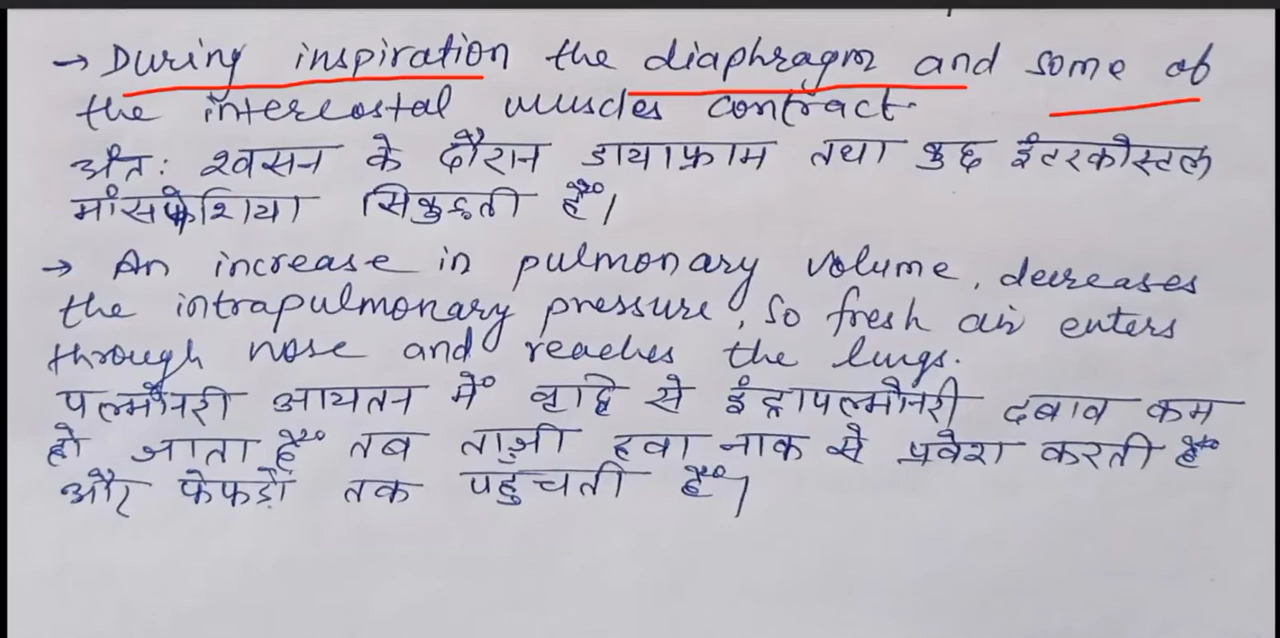 → During inspiration the diaphragm and some of
the intercostal muscles contract.
अंत: श्वसन के दौरान डायाफ्राम तथा कुछ इंटरकोस्टल
मांसपेशिया सिकुड़ती हैं।
→ An increase in pulmonary volume, decreases
the intrapulmonary pressure, so fresh air enters
through nose and reaches the lungs.
पल्मोनरी आयतन में वृद्धि से इंट्रापल्मोनरी दबाव कम
हो जाता हैं तब ताज़ी हवा नाक से प्रवेश करती हैं
और फेफड़ों तक पहुचती हैं।